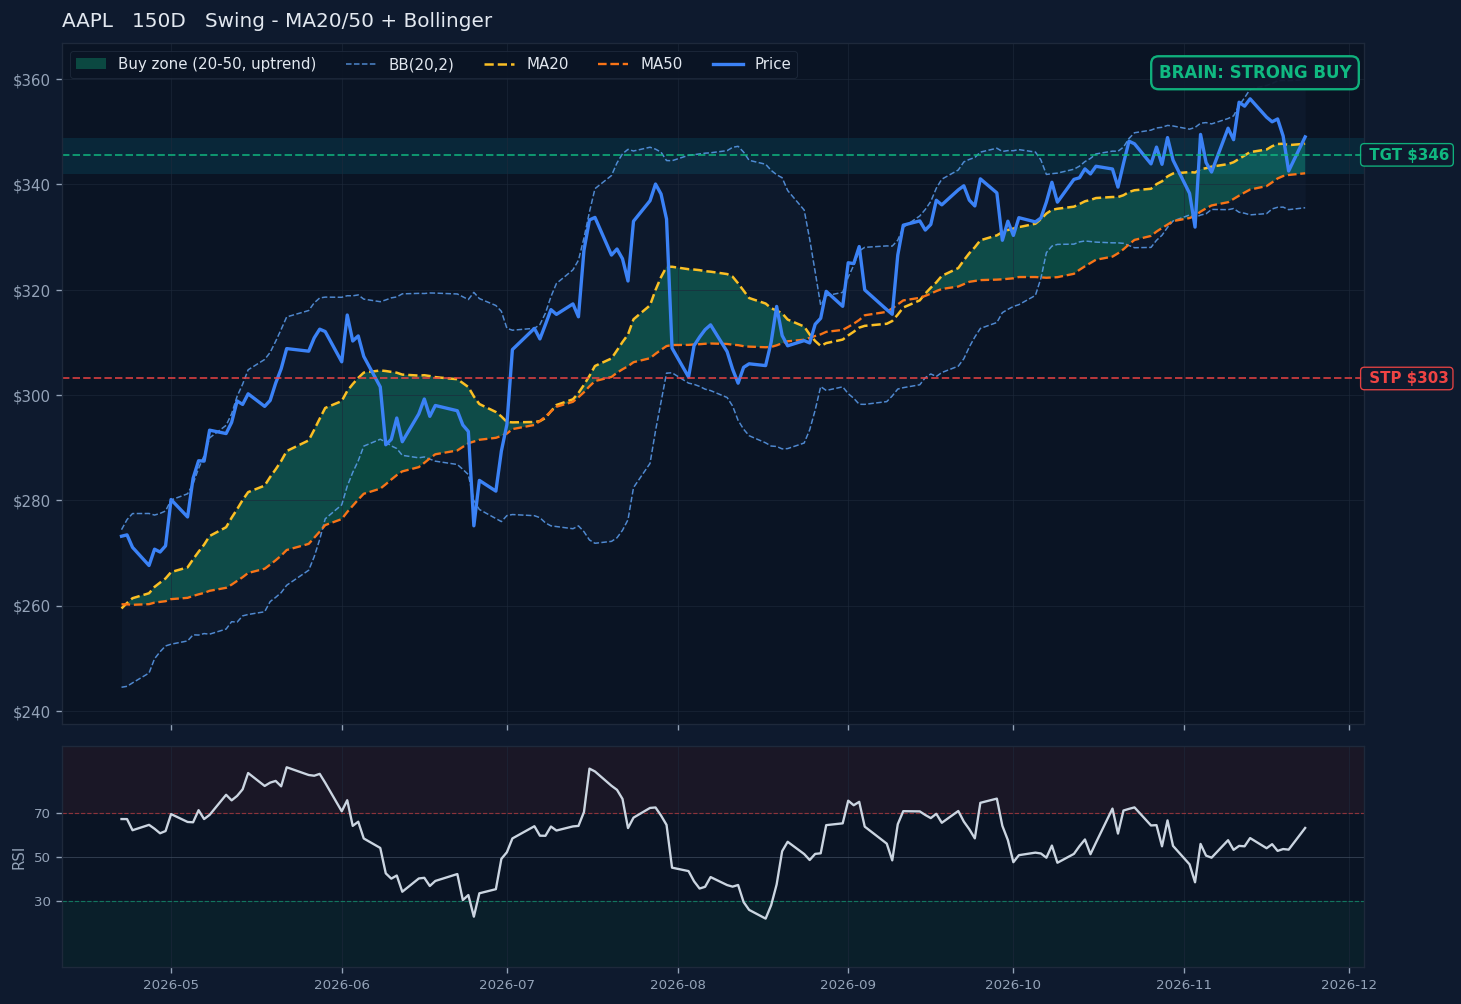 AAPL   150D   Swing - MA20/50 + Bollinger
Buy zone (20-50, uptrend)   BB(20,2)   MA20   MA50   Price
BRAIN: STRONG BUY
$360
TGT $346
$340
$320
STP $303
$300
$280
$260
$240
RSI
70
50
30
2026-05   2026-06   2026-07   2026-08   2026-09   2026-10   2026-11   2026-12